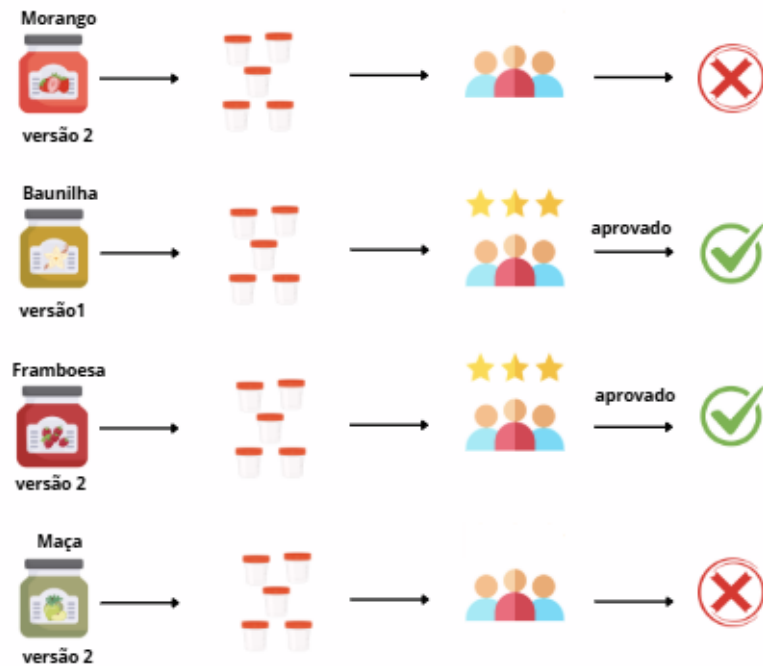 Morango
versão 2
Baunilha
aprovado
versão1
Framboesa
aprovado
versão 2
Maça
versão 2